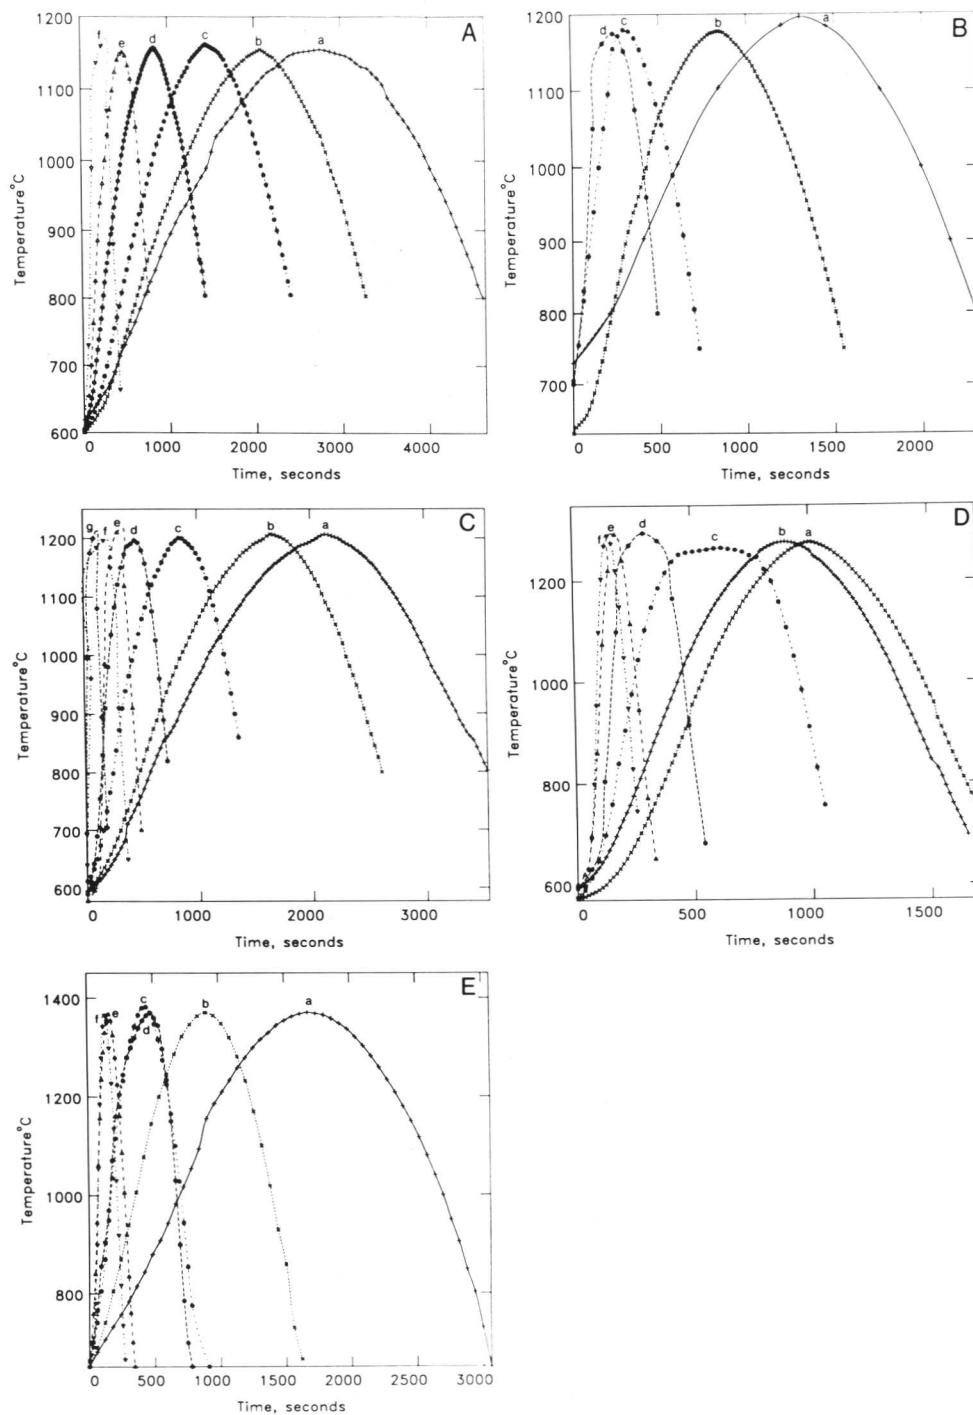 A
1200
1100
1000
900
800
700
600
Temperature°C
f e d c b a
0 1000 2000 3000 4000
Time, seconds
B
1200
1100
1000
900
800
700
Temperature°C
d c b a
0 500 1000 1500 2000
Time, seconds
C
1200
1100
1000
900
800
700
600
Temperature°C
g f e d c b a
0 1000 2000 3000
Time, seconds
D
1200
1000
800
600
Temperature°C
f e d c b a
0 500 1000 1500
Time, seconds
E
1400
1200
1000
800
Temperature°C
f e c d b a
0 500 1000 1500 2000 2500 3000
Time, seconds